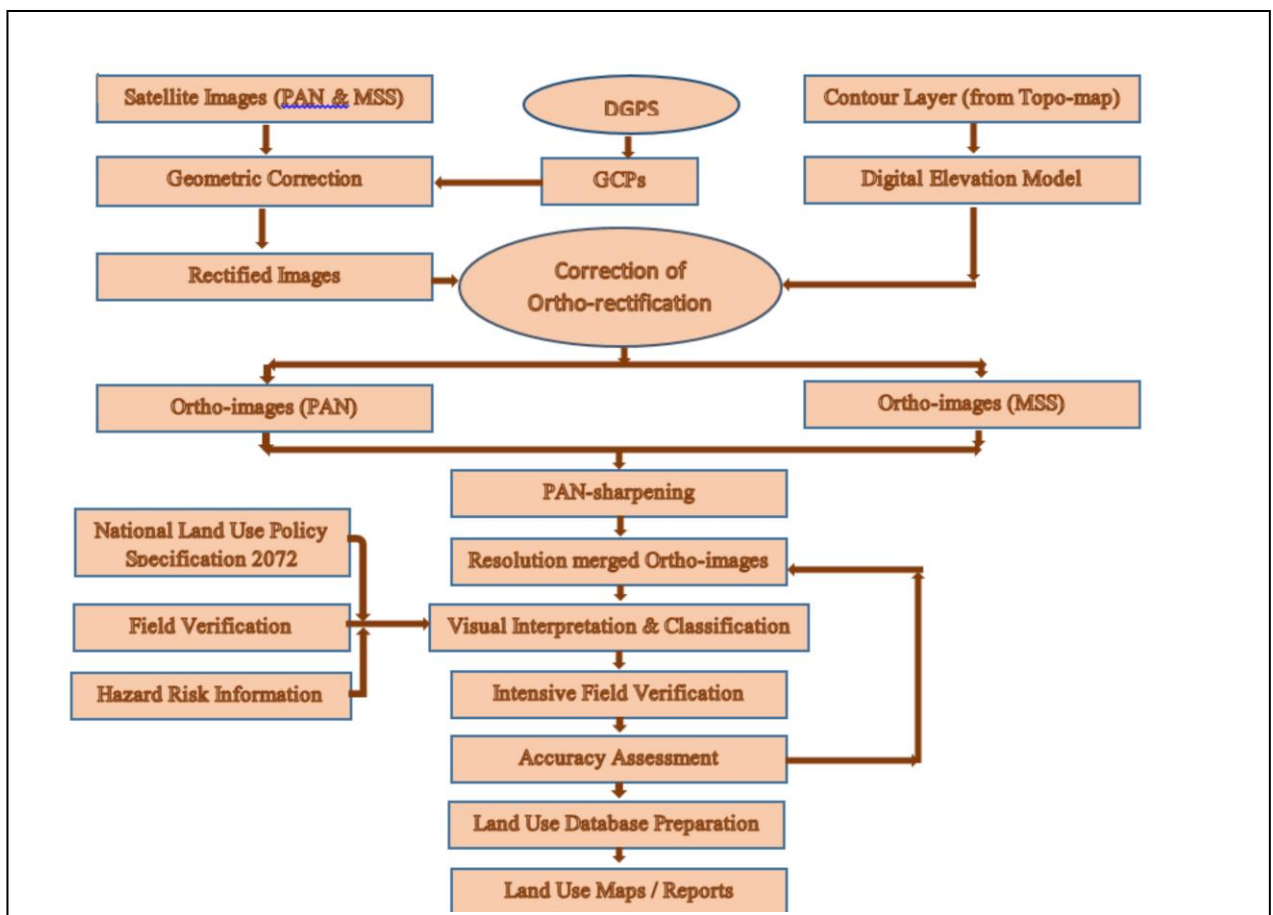 Satellite Images (PAN & MSS)
DGPS
Contour Layer (from Topo-map)
Geometric Correction
GCPs
Digital Elevation Model
Rectified Images
Correction of
Ortho-rectification
Ortho-images (PAN)
Ortho-images (MSS)
PAN-sharpening
National Land Use Policy
Specification 2072
Resolution merged Ortho-images
Field Verification
Visual Interpretation & Classification
Hazard Risk Information
Intensive Field Verification
Accuracy Assessment
Land Use Database Preparation
Land Use Maps / Reports